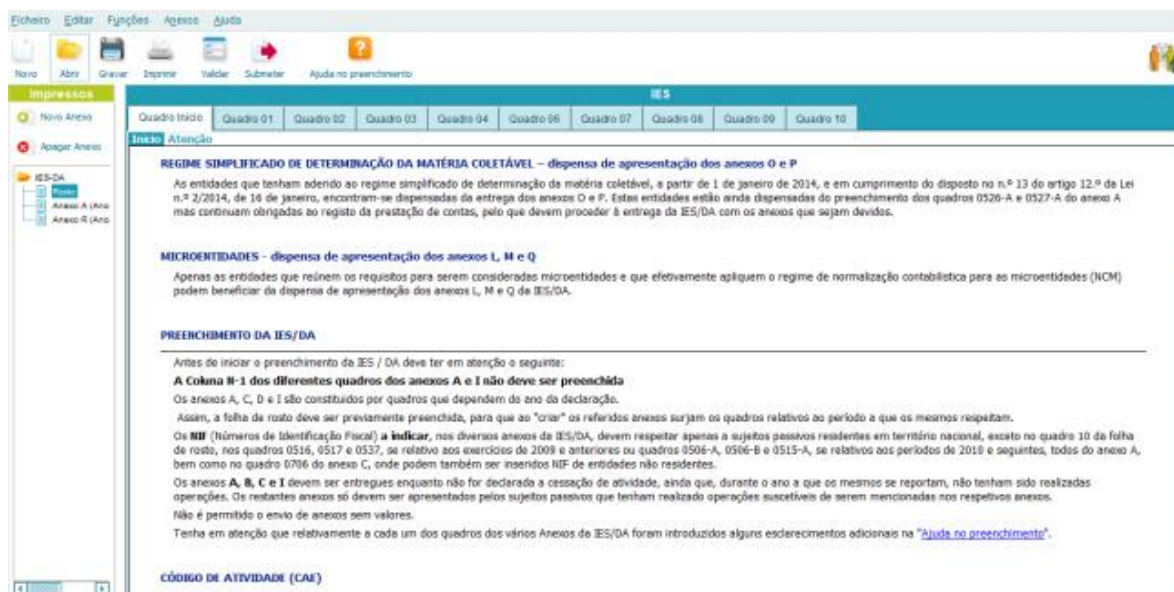 Ficheiro Editar Funções Anexos Ajuda
Novo Abrir Gravar Imprimir Validar Submeter Ajuda no preenchimento
Impressos
IES
Novo Anexo
Quadro Início Quadro 01 Quadro 02 Quadro 03 Quadro 04 Quadro 06 Quadro 07 Quadro 08 Quadro 09 Quadro 10
Apagar Anexo
Início Atenção
IES-DA
Rosto
Anexo A (Ano
Anexo R (Ano
REGIME SIMPLIFICADO DE DETERMINAÇÃO DA MATÉRIA COLETÁVEL – dispensa de apresentação dos anexos O e P
As entidades que tenham aderido ao regime simplificado de determinação da matéria coletável, a partir de 1 de janeiro de 2014, e em cumprimento do disposto no n.º 13 do artigo 12.º da Lei
n.º 2/2014, de 16 de janeiro, encontram-se dispensadas da entrega dos anexos O e P. Estas entidades estão ainda dispensadas do preenchimento dos quadros 0526-A e 0527-A do anexo A
mas continuam obrigadas ao registo da prestação de contas, pelo que devem proceder à entrega da IES/DA com os anexos que sejam devidos.
MICROENTIDADES - dispensa de apresentação dos anexos L, M e Q
Apenas as entidades que reúnem os requisitos para serem consideradas microentidades e que efetivamente apliquem o regime de normalização contabilística para as microentidades (NCM)
podem beneficiar da dispensa de apresentação dos anexos L, M e Q da IES/DA.
PREENCHIMENTO DA IES/DA
Antes de iniciar o preenchimento da IES / DA deve ter em atenção o seguinte:
A Coluna N-1 dos diferentes quadros dos anexos A e I não deve ser preenchida
Os anexos A, C, D e I são constituídos por quadros que dependem do ano da declaração.
Assim, a folha de rosto deve ser previamente preenchida, para que ao "criar" os referidos anexos surjam os quadros relativos ao período a que os mesmos respeitam.
Os NIF (Números de Identificação Fiscal) a indicar, nos diversos anexos da IES/DA, devem respeitar apenas a sujeitos passivos residentes em território nacional, exceto no quadro 10 da folha
de rosto, nos quadros 0516, 0517 e 0537, se relativo aos exercícios de 2009 e anteriores ou quadros 0506-A, 0506-B e 0515-A, se relativos aos períodos de 2010 e seguintes, todos do anexo A,
bem como no quadro 0706 do anexo C, onde podem também ser inseridos NIF de entidades não residentes.
Os anexos A, B, C e I devem ser entregues enquanto não for declarada a cessação de atividade, ainda que, durante o ano a que os mesmos se reportam, não tenham sido realizadas
operações. Os restantes anexos só devem ser apresentados pelos sujeitos passivos que tenham realizado operações suscetíveis de serem mencionadas nos respetivos anexos.
Não é permitido o envio de anexos sem valores.
Tenha em atenção que relativamente a cada um dos quadros dos vários Anexos da IES/DA foram introduzidos alguns esclarecimentos adicionais na "Ajuda no preenchimento".
CÓDIGO DE ATIVIDADE (CAE)